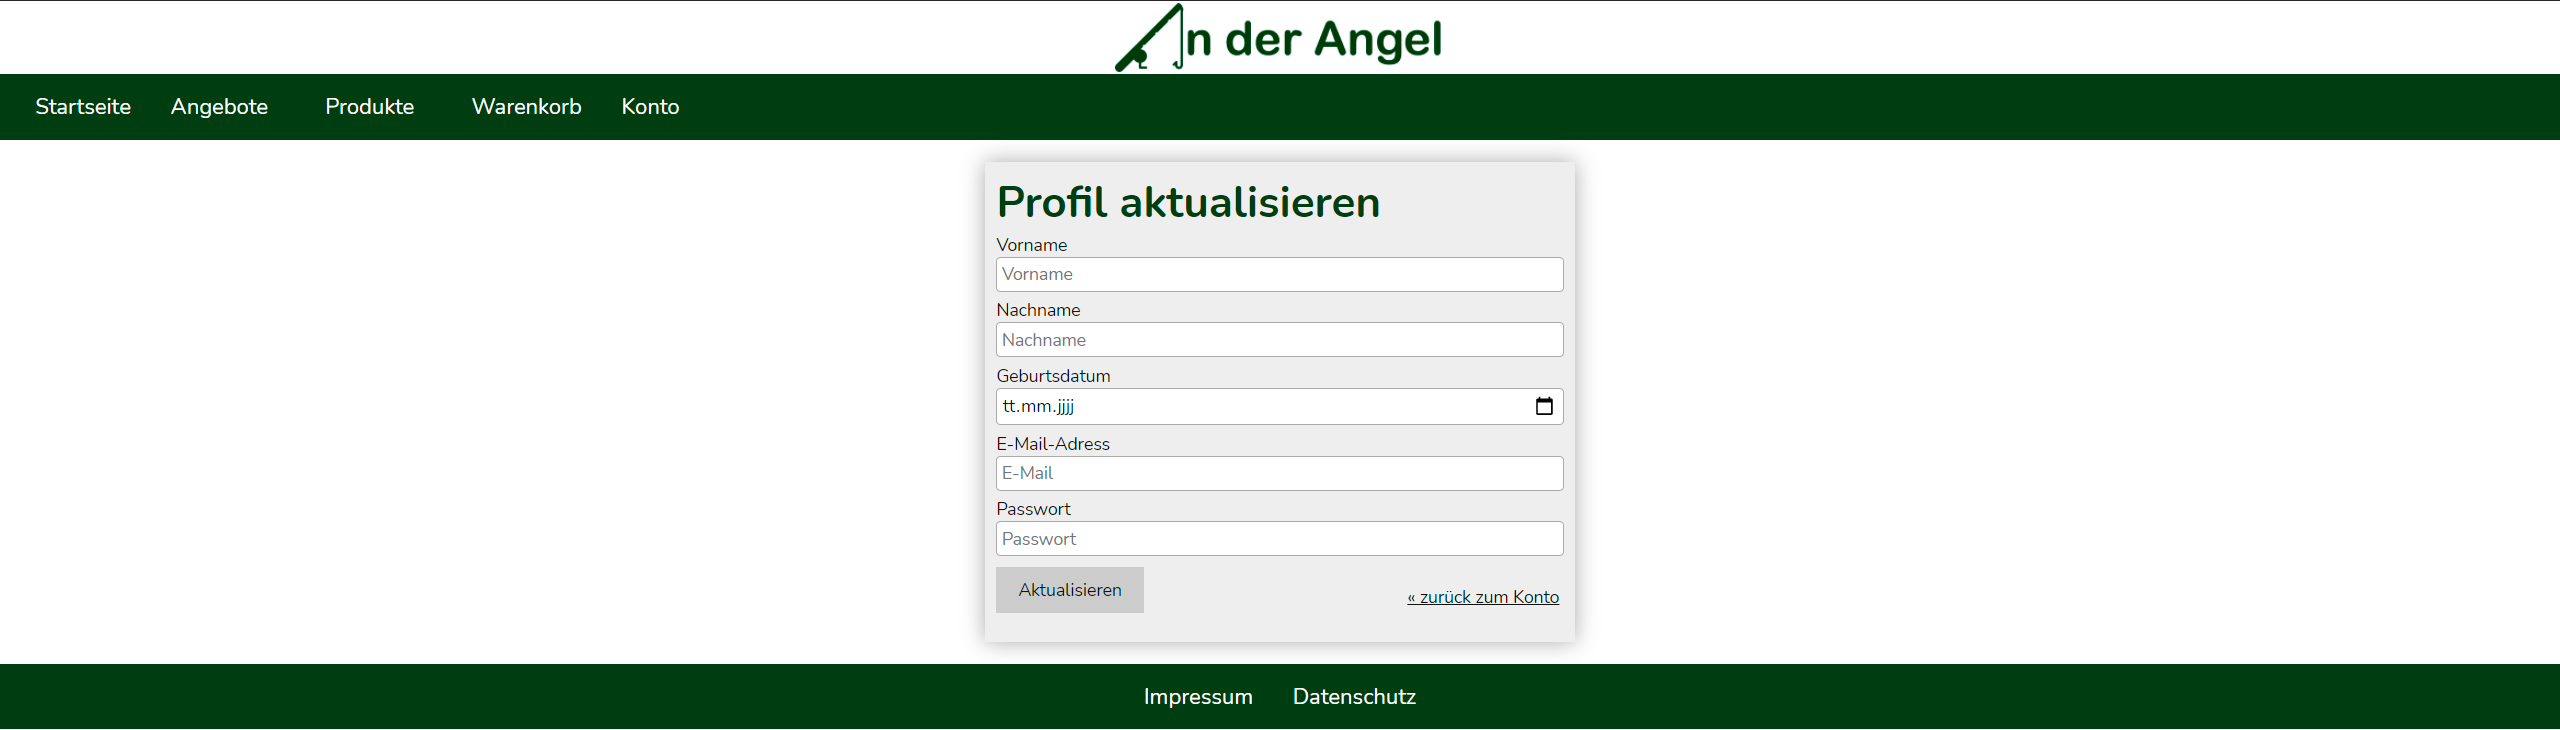 An der Angel
Startseite Angebote Produkte Warenkorb Konto
Profil aktualisieren
Vorname
Vorname
Nachname
Nachname
Geburtsdatum
tt.mm.jjjj
E-Mail-Adress
E-Mail
Passwort
Passwort
Aktualisieren
« zurück zum Konto
Impressum Datenschutz